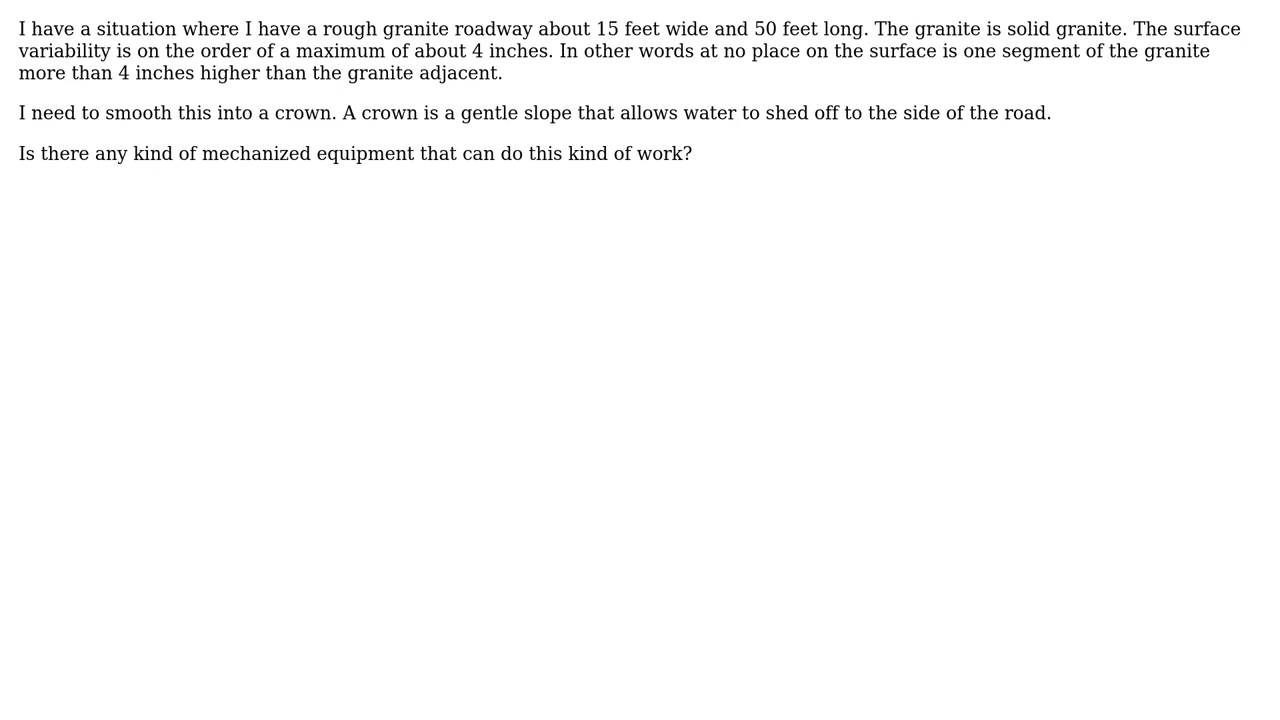 I have a situation where I have a rough granite roadway about 15 feet wide and 50 feet long. The granite is solid granite. The surface
variability is on the order of a maximum of about 4 inches. In other words at no place on the surface is one segment of the granite
more than 4 inches higher than the granite adjacent.
I need to smooth this into a crown. A crown is a gentle slope that allows water to shed off to the side of the road.
Is there any kind of mechanized equipment that can do this kind of work?